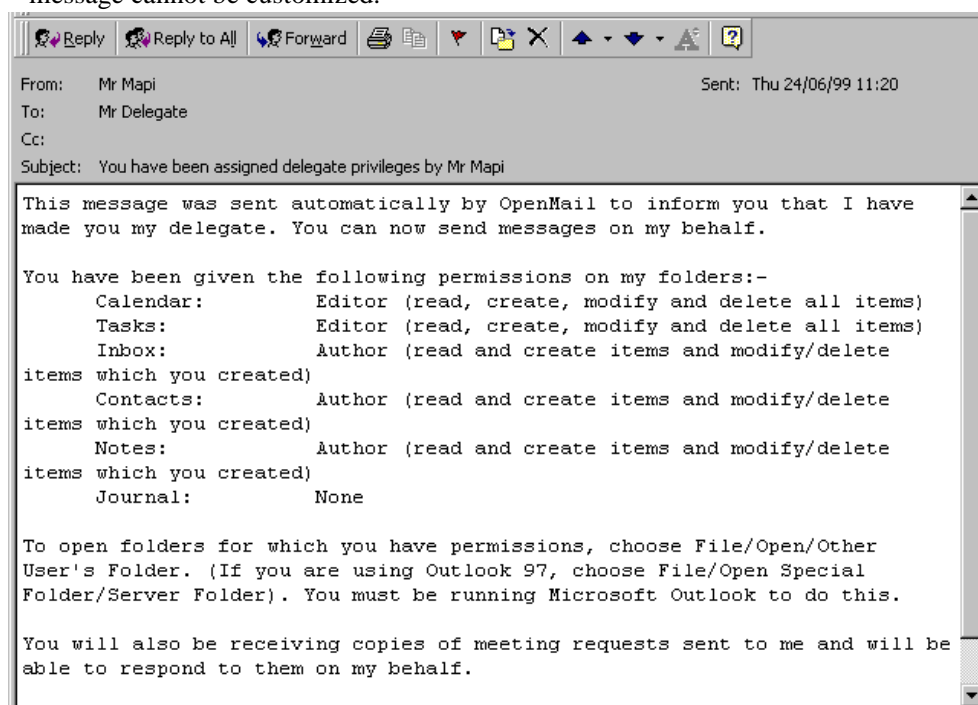 message cannot be customized.
Reply Reply to All Forward
From: Mr Mapi Sent: Thu 24/06/99 11:20
To: Mr Delegate
Cc:
Subject: You have been assigned delegate privileges by Mr Mapi
This message was sent automatically by OpenMail to inform you that I have
made you my delegate. You can now send messages on my behalf.
You have been given the following permissions on my folders:-
Calendar: Editor (read, create, modify and delete all items)
Tasks: Editor (read, create, modify and delete all items)
Inbox: Author (read and create items and modify/delete
items which you created)
Contacts: Author (read and create items and modify/delete
items which you created)
Notes: Author (read and create items and modify/delete
items which you created)
Journal: None
To open folders for which you have permissions, choose File/Open/Other
User's Folder. (If you are using Outlook 97, choose File/Open Special
Folder/Server Folder). You must be running Microsoft Outlook to do this.
You will also be receiving copies of meeting requests sent to me and will be
able to respond to them on my behalf.